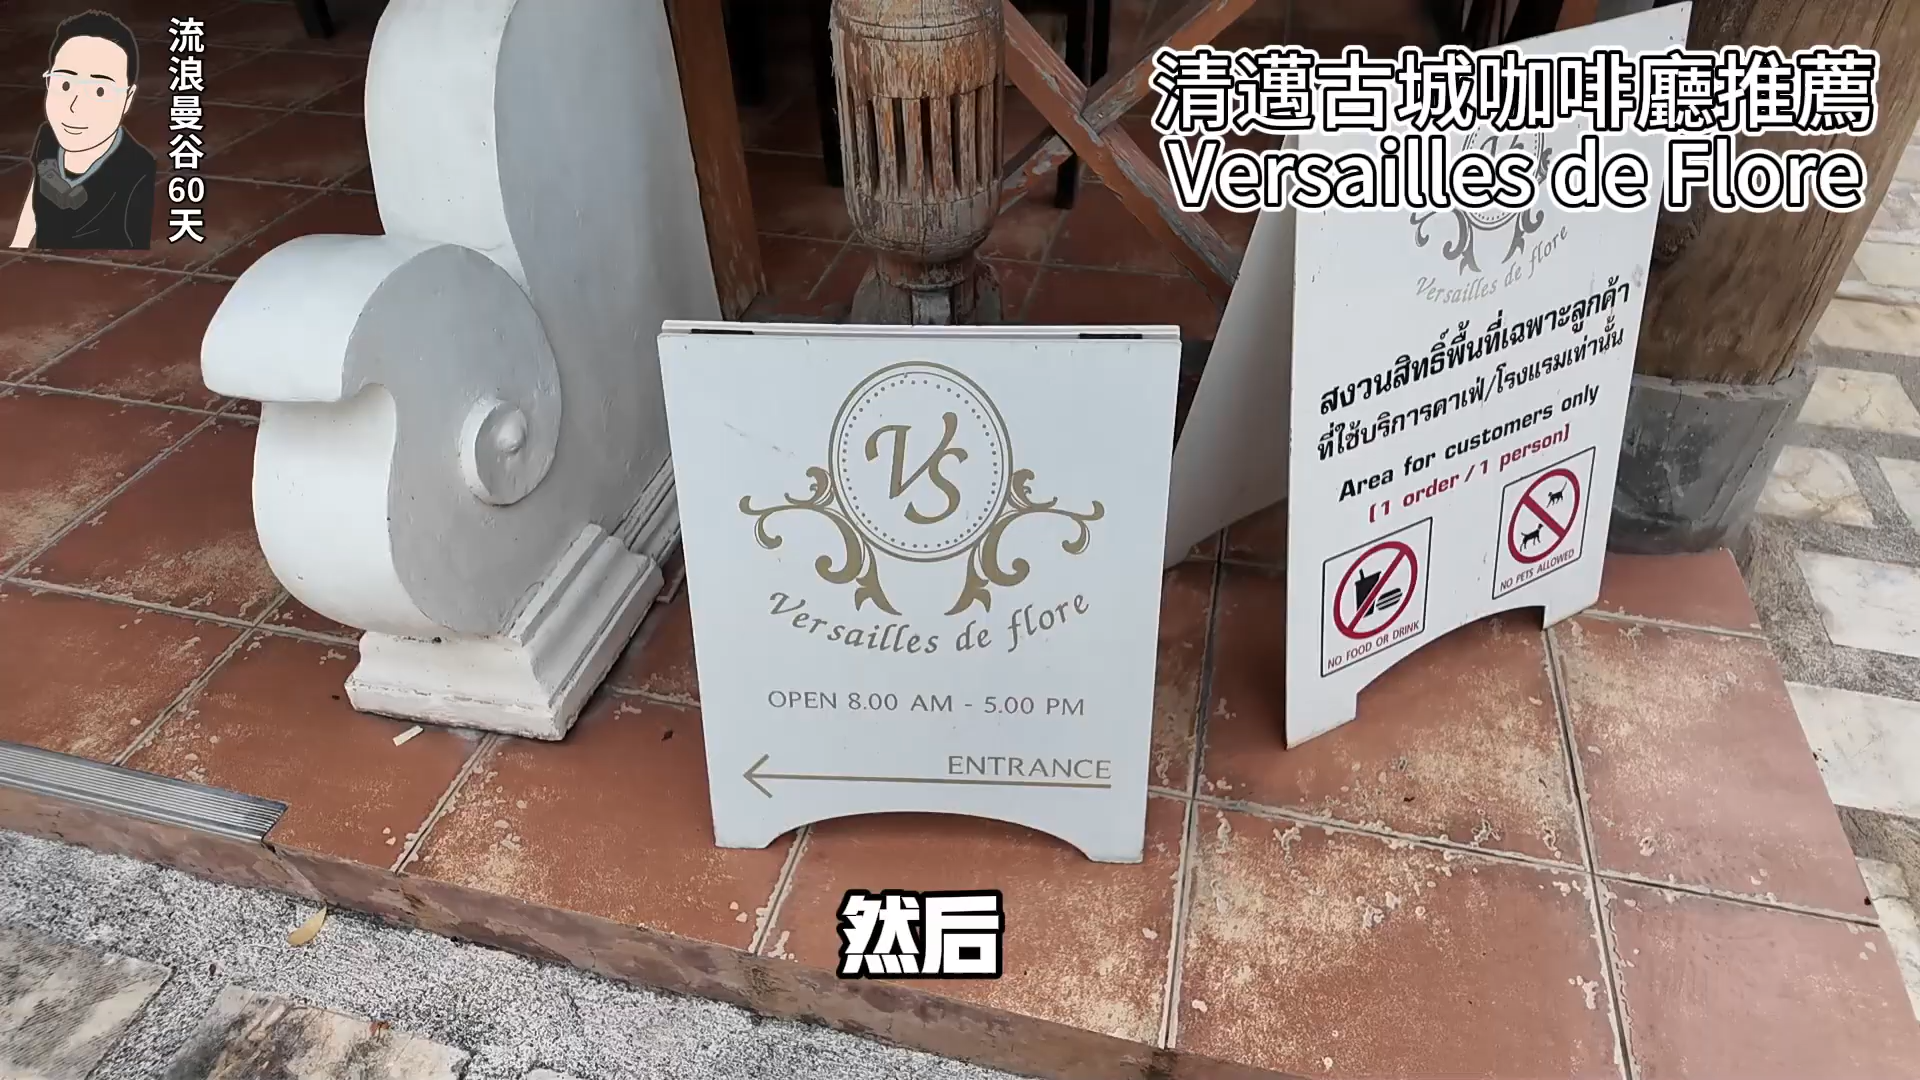 流浪曼谷60天
清邁古城咖啡廳推薦
Versailles de Flore
VS
Versailles de flore
OPEN 8.00 AM - 5.00 PM
ENTRANCE
Versailles de flore
สงวนสิทธิ์พื้นที่เฉพาะลูกค้า
ที่ใช้บริการคาเฟ่/โรงแรมเท่านั้น
Area for customers only
(1 order / 1 person)
NO FOOD OR DRINK
NO PETS ALLOWED
然后